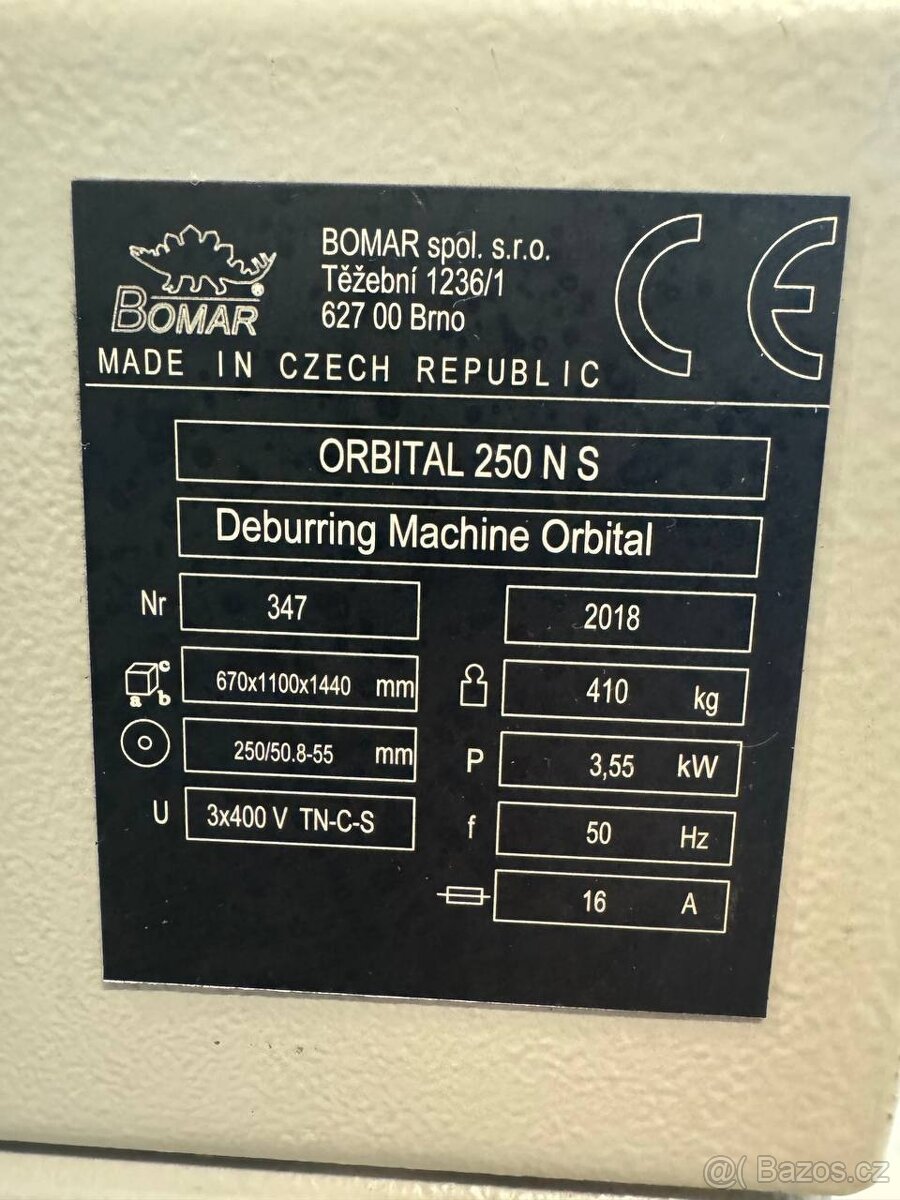 BOMAR
BOMAR spol. s.r.o.
Těžební 1236/1
627 00 Brno
CE
MADE IN CZECH REPUBLIC
ORBITAL 250 N S
Deburring Machine Orbital
Nr 347 2018
a b c 670x1100x1440 mm 410 kg
250/50.8-55 mm P 3,55 kW
U 3x400 V TN-C-S f 50 Hz
16 A
@( Bazos.cz